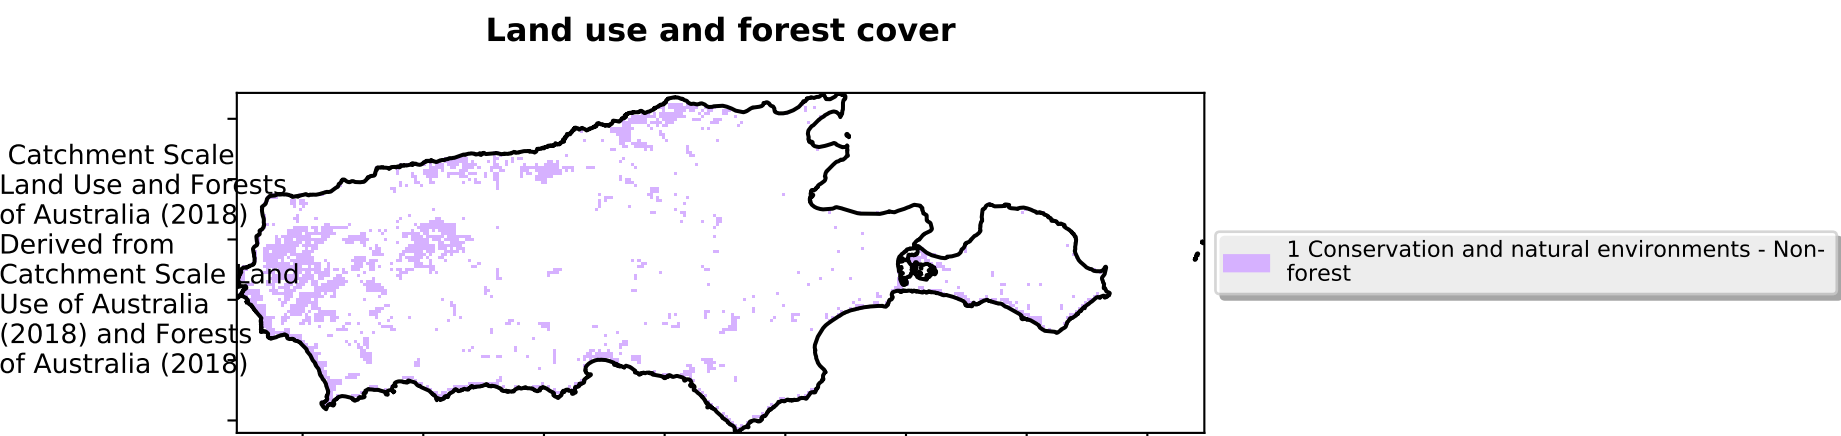 Land use and forest cover
Catchment Scale
Land Use and Forests
of Australia (2018)
Derived from
Catchment Scale Land
Use of Australia
(2018) and Forests
of Australia (2018)
1 Conservation and natural environments - Non-
forest